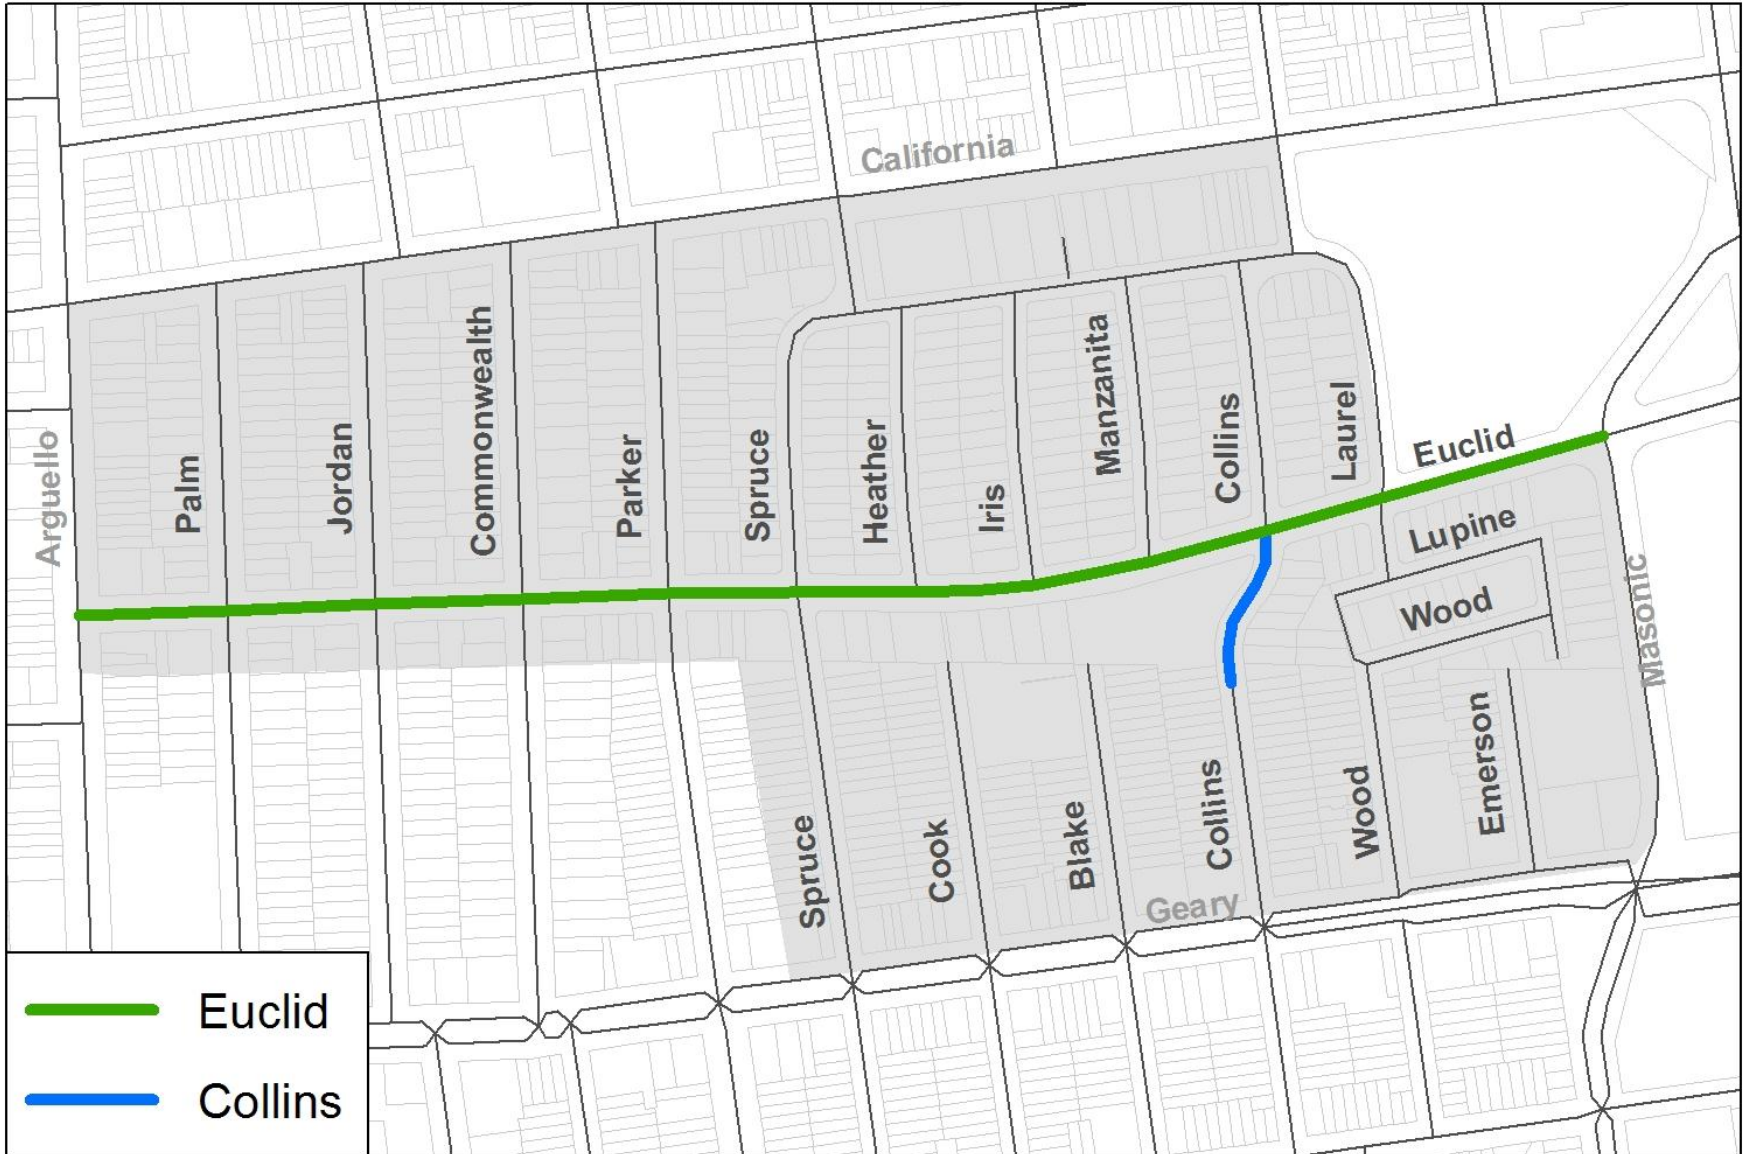 California
Arguello
Palm
Jordan
Commonwealth
Parker
Spruce
Heather
Iris
Manzanita
Collins
Laurel
Euclid
Lupine
Wood
Masonic
Spruce
Cook
Blake
Collins
Wood
Emerson
Geary
Euclid
Collins